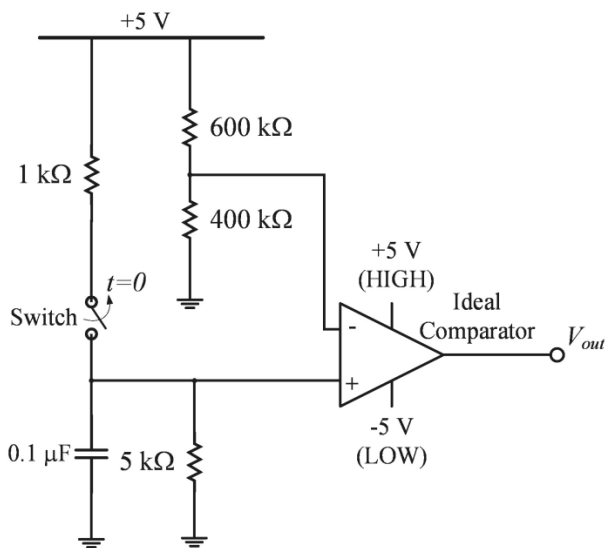 +5 V
600 kΩ
1 kΩ
400 kΩ
t=0
Switch
+5 V
(HIGH)
Ideal
Comparator
V_out
-
+
-5 V
(LOW)
0.1 μF
5 kΩ